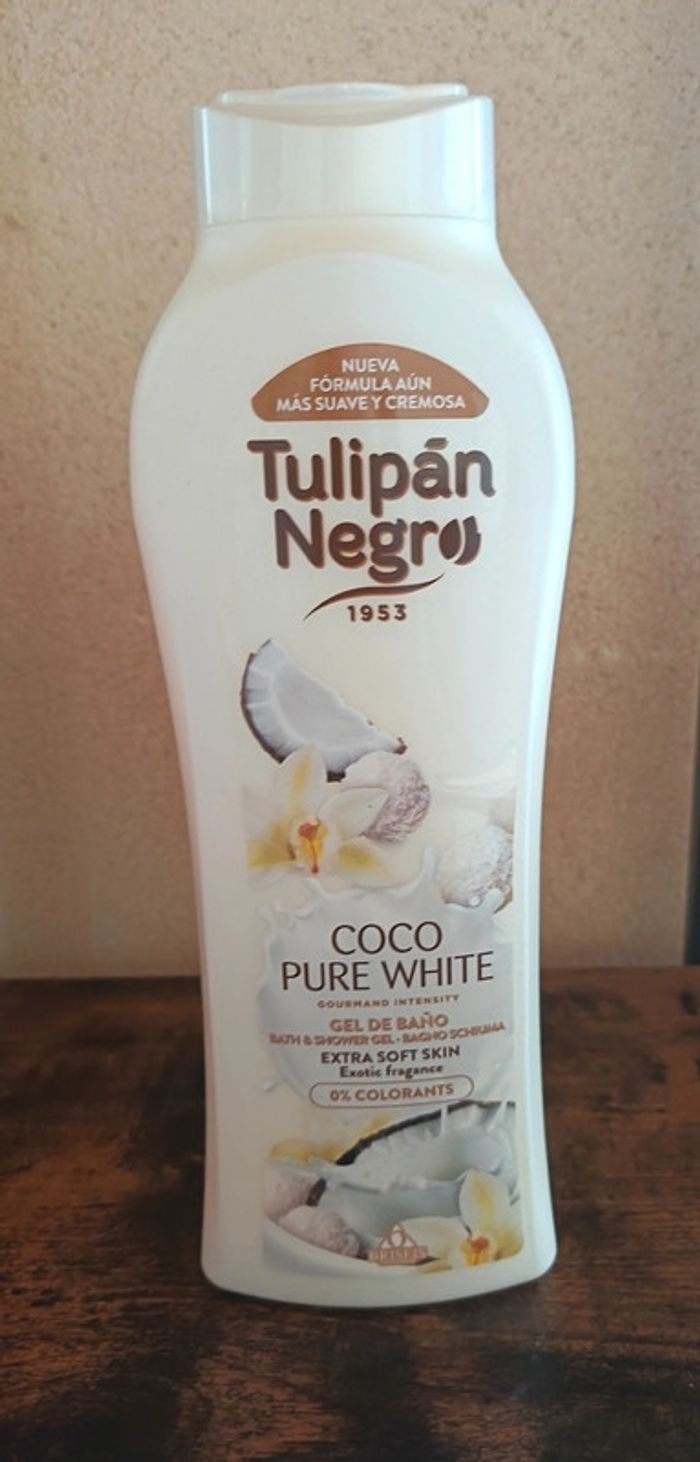 NUEVA
FÓRMULA AÚN
MÁS SUAVE Y CREMOSA
Tulipán
Negro
1953
COCO
PURE WHITE
GOURMAND INTENSITY
GEL DE BAÑO
BATH & SHOWER GEL - BAGNO SCHIUMA
EXTRA SOFT SKIN
Exotic fragance
0% COLORANTS
BRISEIS